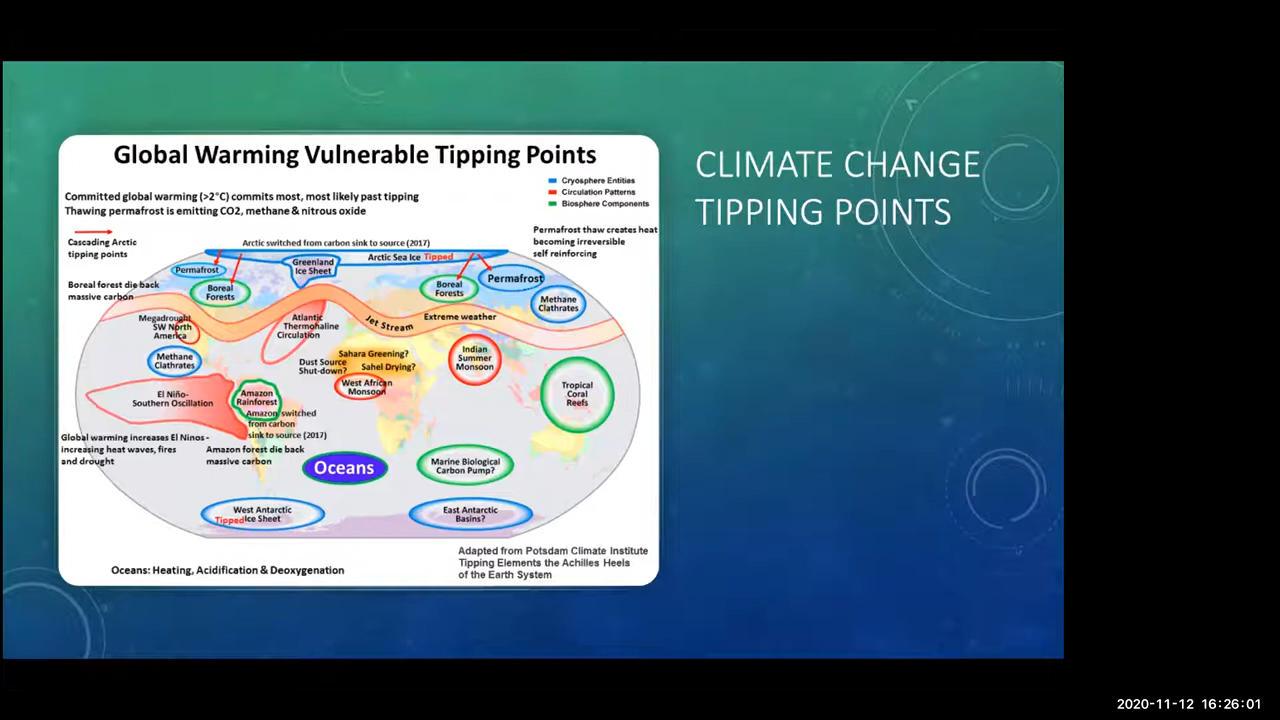 Global Warming Vulnerable Tipping Points
Cryosphere Entities
Circulation Patterns
Biosphere Components
Committed global warming (>2°C) commits most, most likely past tipping
Thawing permafrost is emitting CO2, methane & nitrous oxide
Cascading Arctic
tipping points
Arctic switched from carbon sink to source (2017)
Permafrost thaw creates heat
becoming irreversible
self reinforcing
Arctic Sea Ice Tipped
Permafrost
Greenland
Ice Sheet
Boreal
Forests
Boreal
Forests
Permafrost
Methane
Clathrates
Boreal forest die back
massive carbon
Megadrought
SW North
America
Atlantic
Thermohaline
Circulation
Jet Stream
Extreme weather
Methane
Clathrates
Sahara Greening?
Dust Source
Shut-down?
Sahel Drying?
West African
Monsoon
Indian
Summer
Monsoon
Tropical
Coral
Reefs
El Niño-
Southern Oscillation
Amazon
Rainforest
Amazon switched
from carbon
sink to source (2017)
Global warming increases El Ninos -
increasing heat waves, fires
and drought
Amazon forest die back
massive carbon
Oceans
Marine Biological
Carbon Pump?
West Antarctic
Tipped Ice Sheet
East Antarctic
Basins?
Oceans: Heating, Acidification & Deoxygenation
Adapted from Potsdam Climate Institute
Tipping Elements the Achilles Heels
of the Earth System
CLIMATE CHANGE
TIPPING POINTS
2020-11-12 16:26:01